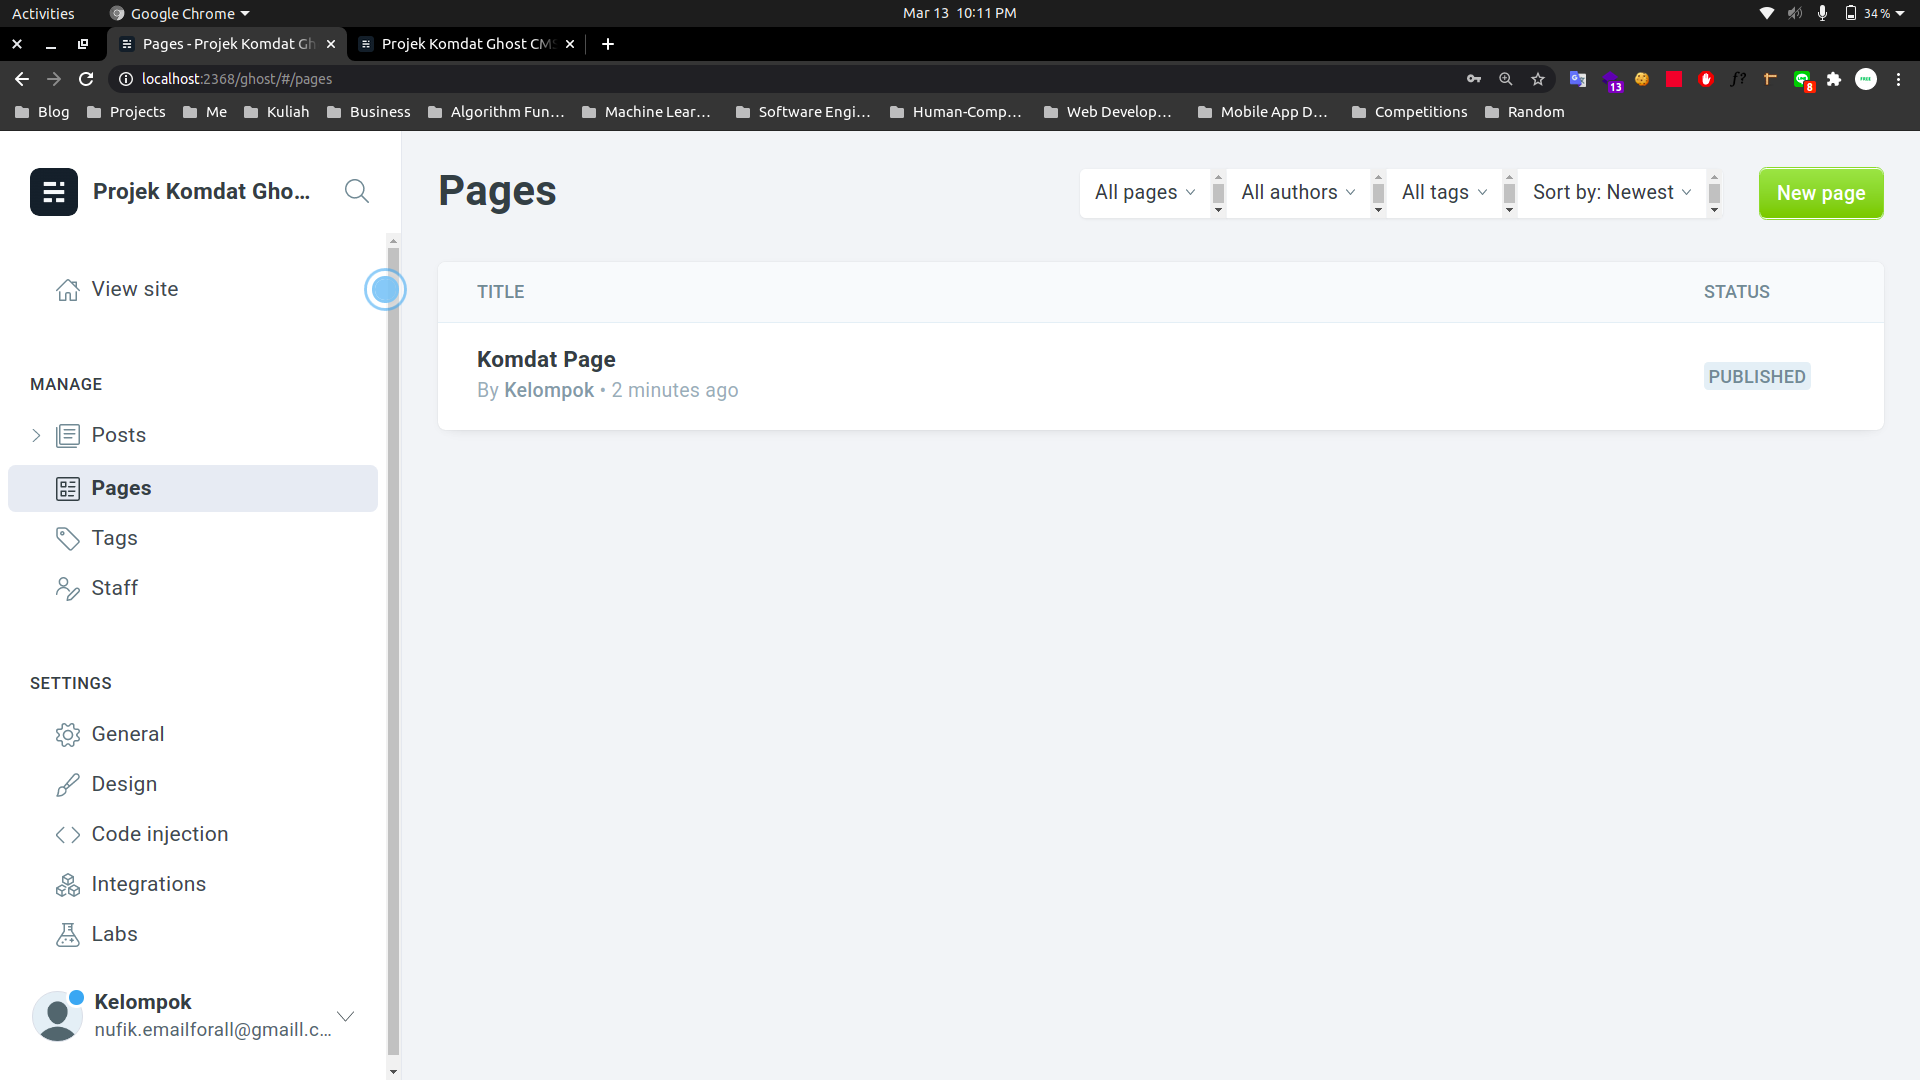 Activities
Google Chrome
Mar 13 10:11 PM
34 %
Pages - Projek Komdat Gh
Projek Komdat Ghost CMS
localhost:2368/ghost/#/pages
13
f?
8
Blog
Projects
Me
Kuliah
Business
Algorithm Fun...
Machine Lear...
Software Engi...
Human-Comp...
Web Develop...
Mobile App D...
Competitions
Random
Projek Komdat Gho...
View site
MANAGE
Posts
Pages
Tags
Staff
SETTINGS
General
Design
Code injection
Integrations
Labs
Kelompok
nufik.emailforall@gmaill.c...
Pages
All pages
All authors
All tags
Sort by: Newest
New page
TITLE
STATUS
Komdat Page
By Kelompok • 2 minutes ago
PUBLISHED